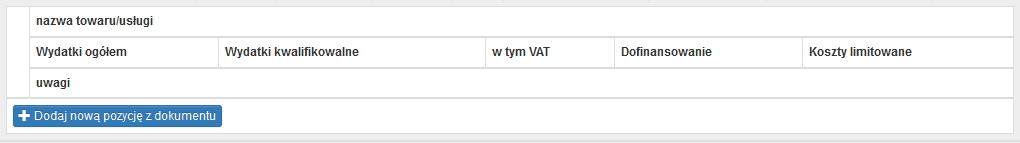 nazwa towaru/usługi
Wydatki ogółem Wydatki kwalifikowalne w tym VAT Dofinansowanie Koszty limitowane
uwagi
Dodaj nową pozycję z dokumentu